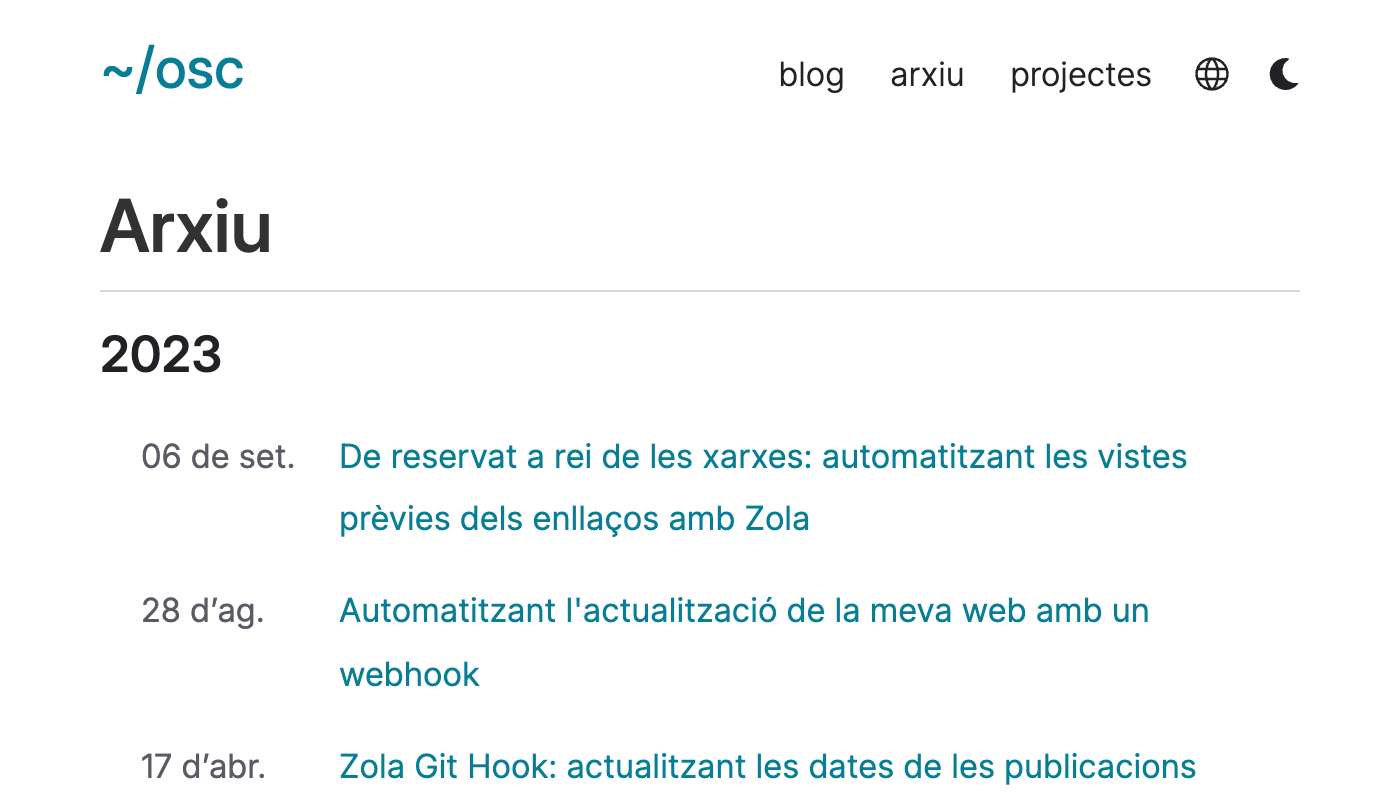 ~/osc
blog arxiu projectes
Arxiu
2023
06 de set. De reservat a rei de les xarxes: automatitzant les vistes
prèvies dels enllaços amb Zola
28 d’ag. Automatitzant l'actualització de la meva web amb un
webhook
17 d’abr. Zola Git Hook: actualitzant les dates de les publicacions